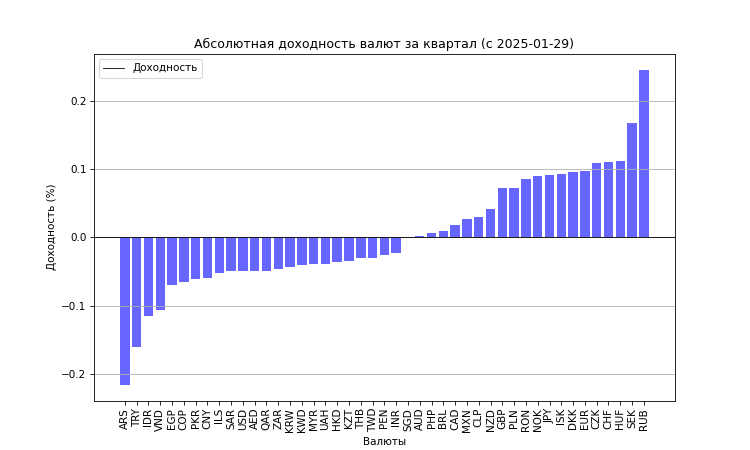 Абсолютная доходность валют за квартал (с 2025-01-29)
Доходность
Доходность (%)
0.2
0.1
0.0
−0.1
−0.2
ARS TRY IDR VND EGP COP PKR CNY ILS SAR USD AED QAR ZAR KRW KWD MYR UAH HKD KZT THB TWD PEN INR SGD AUD PHP BRL CAD MXN CLP NZD GBP PLN RON NOK JPY ISK DKK EUR CZK CHF HUF SEK RUB
Валюты